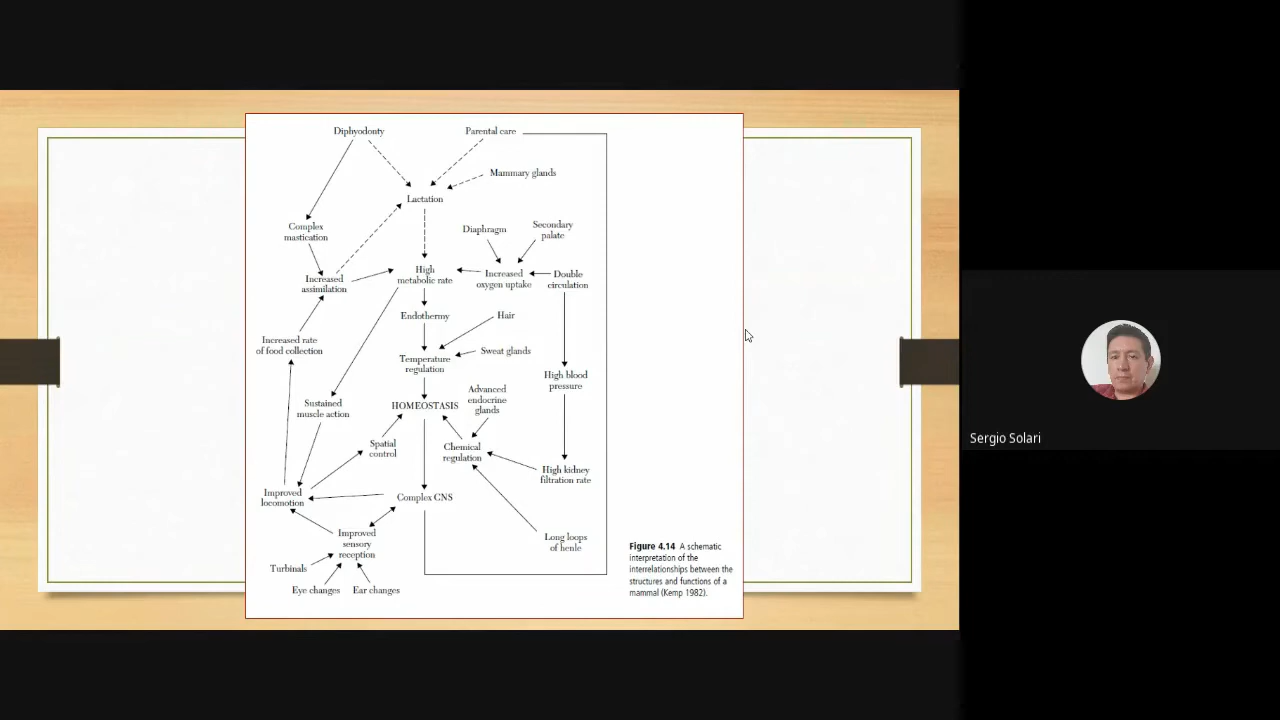 Diphyodonty
Parental care
Mammary glands
Lactation
Complex
mastication
Diaphragm
Secondary
palate
Increased
assimilation
High
metabolic rate
Increased
oxygen uptake
Double
circulation
Endothermy
Hair
Increased rate
of food collection
Temperature
regulation
Sweat glands
High blood
pressure
Sustained
muscle action
HOMEOSTASIS
Advanced
endocrine
glands
Spatial
control
Chemical
regulation
High kidney
filtration rate
Improved
locomotion
Complex CNS
Improved
sensory
reception
Long loops
of henle
Turbinals
Eye changes
Ear changes
Figure 4.14 A schematic
interpretation of the
interrelationships between the
structures and functions of a
mammal (Kemp 1982).
Sergio Solari